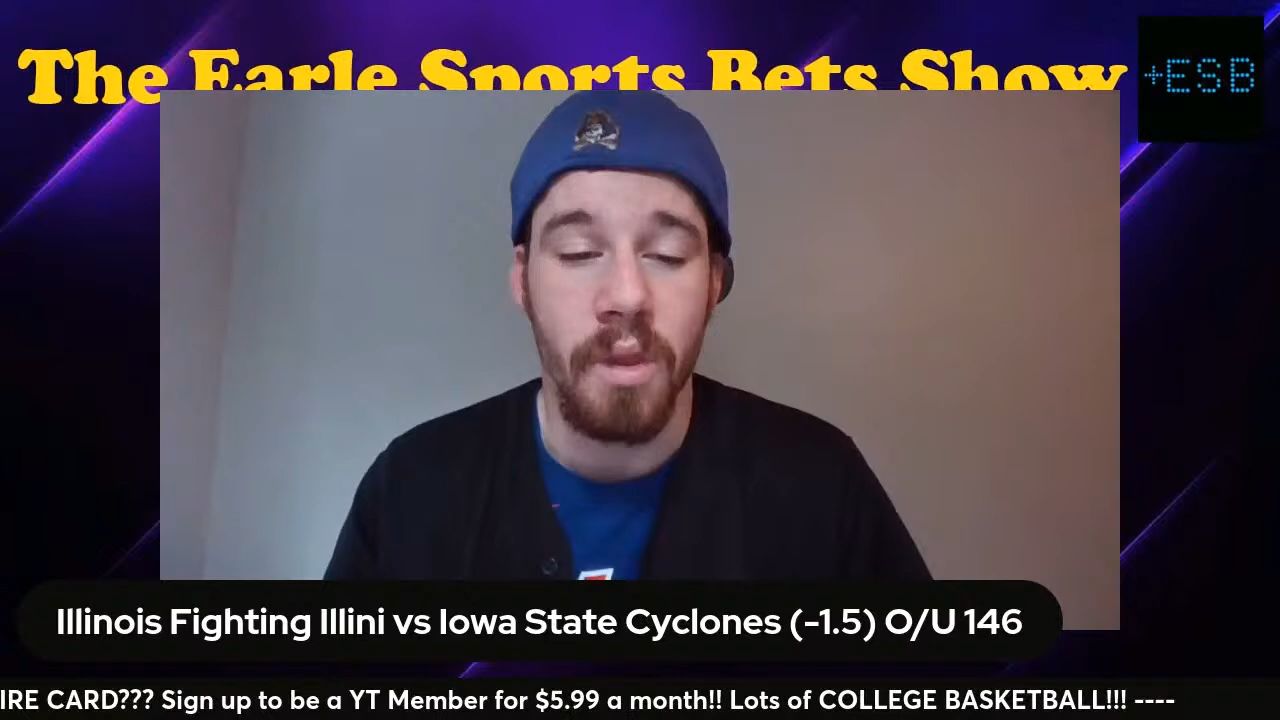 The Earle Sports Bets Show
+ESB
Illinois Fighting Illini vs Iowa State Cyclones (-1.5) O/U 146
IRE CARD??? Sign up to be a YT Member for $5.99 a month!! Lots of COLLEGE BASKETBALL!!! ----